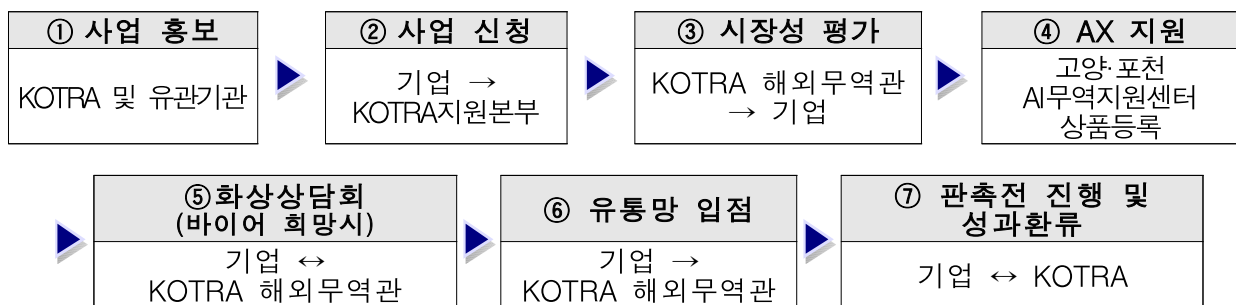 ① 사업 홍보
KOTRA 및 유관기관
② 사업 신청
기업 →
KOTRA지원본부
③ 시장성 평가
KOTRA 해외무역관
→ 기업
④ AX 지원
고양·포천
AI무역지원센터
상품등록
⑤화상상담회
(바이어 희망시)
기업 ↔
KOTRA 해외무역관
⑥ 유통망 입점
기업 →
KOTRA 해외무역관
⑦ 판촉전 진행 및
성과환류
기업 ↔ KOTRA